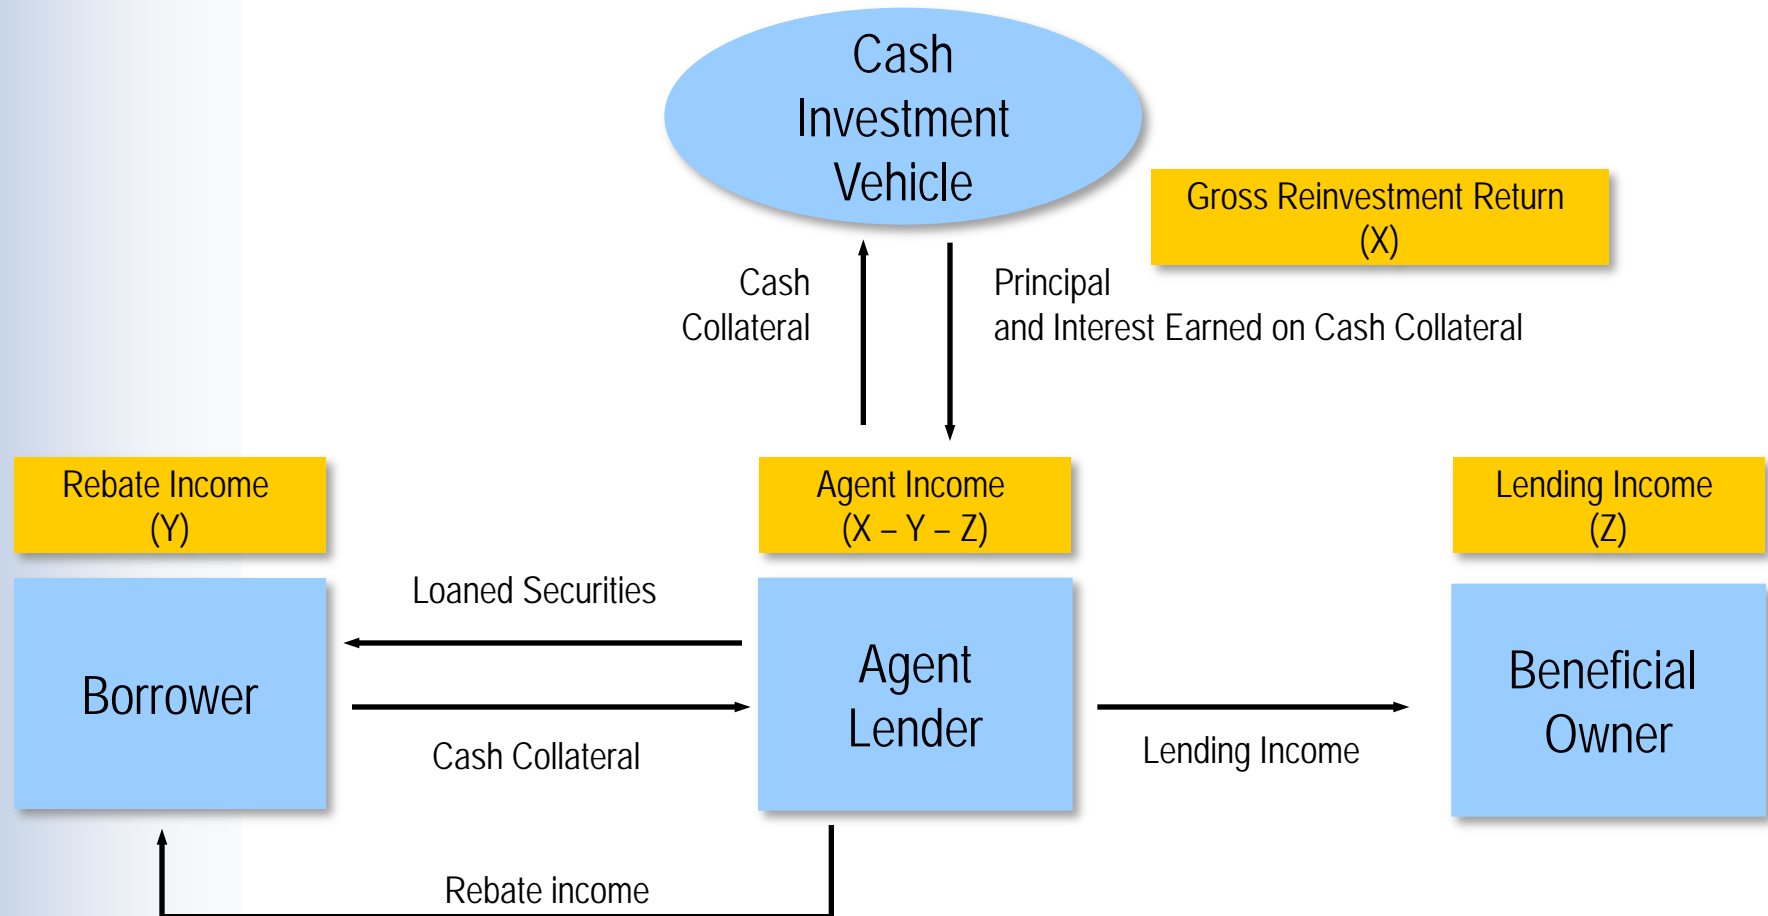 Cash
Investment
Vehicle
Gross Reinvestment Return
(X)
Cash
Collateral
Principal
and Interest Earned on Cash Collateral
Rebate Income
(Y)
Agent Income
(X – Y – Z)
Lending Income
(Z)
Loaned Securities
Borrower
Cash Collateral
Agent
Lender
Lending Income
Beneficial
Owner
Rebate income